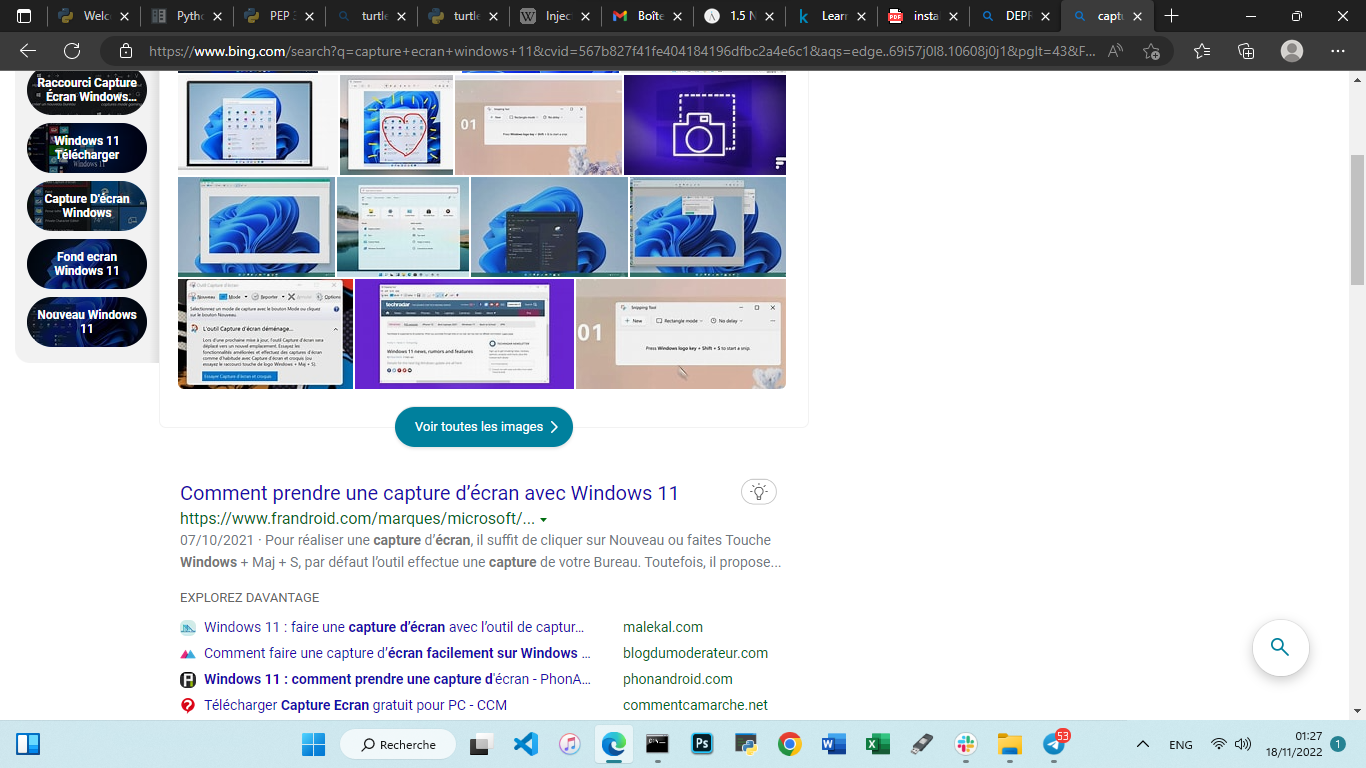 Welco
Pytho
PEP 3
turtle
turtle
Injec
Boîte
1.5 N
Learn
insta
DEPF
captu
https://www.bing.com/search?q=capture+ecran+windows+11&cvid=567b827f41fe404184196dfbc2a4e6c1&aqs=edge..69i57j0l8.10608j0j1&pglt=43&F...
Raccourci Capture
Écran Windows...
Windows 11
Télécharger
Capture D'écran
Windows
Fond ecran
Windows 11
Nouveau Windows
11
01
Snipping Tool
New
Rectangle mode
No delay
Press Windows logo key + Shift + S to start a snip.
Outil Capture d'écran
Nouveau
Mode
Reporter
Annuler
Options
Sélectionnez un mode de capture avec le bouton Mode ou cliquez
sur le bouton Nouveau.
L'outil Capture d'écran déménage...
Lors d'une prochaine mise à jour, l'outil Capture d'écran sera
déplacé vers un nouvel emplacement. Essayez les
fonctionnalités améliorées et effectuez des captures d'écran
comme d'habitude avec Capture d'écran et croquis (ou
essayez le raccourci touche de logo Windows + Maj + S).
Essayer Capture d'écran et croquis
techradar
Windows 11 news, rumors and features
01
Snipping Tool
+ New
Rectangle mode
No delay
Press Windows logo key + Shift + S to start a snip.
Voir toutes les images
Comment prendre une capture d’écran avec Windows 11
https://www.frandroid.com/marques/microsoft/...
07/10/2021 · Pour réaliser une capture d’écran, il suffit de cliquer sur Nouveau ou faites Touche
Windows + Maj + S, par défaut l’outil effectue une capture de votre Bureau. Toutefois, il propose...
EXPLOREZ DAVANTAGE
Windows 11 : faire une capture d’écran avec l’outil de captur... malekal.com
Comment faire une capture d’écran facilement sur Windows ... blogdumoderateur.com
Windows 11 : comment prendre une capture d'écran - PhonA... phonandroid.com
Télécharger Capture Ecran gratuit pour PC - CCM commentcamarche.net
Recherche
Ps
53
ENG
01:27
18/11/2022
1